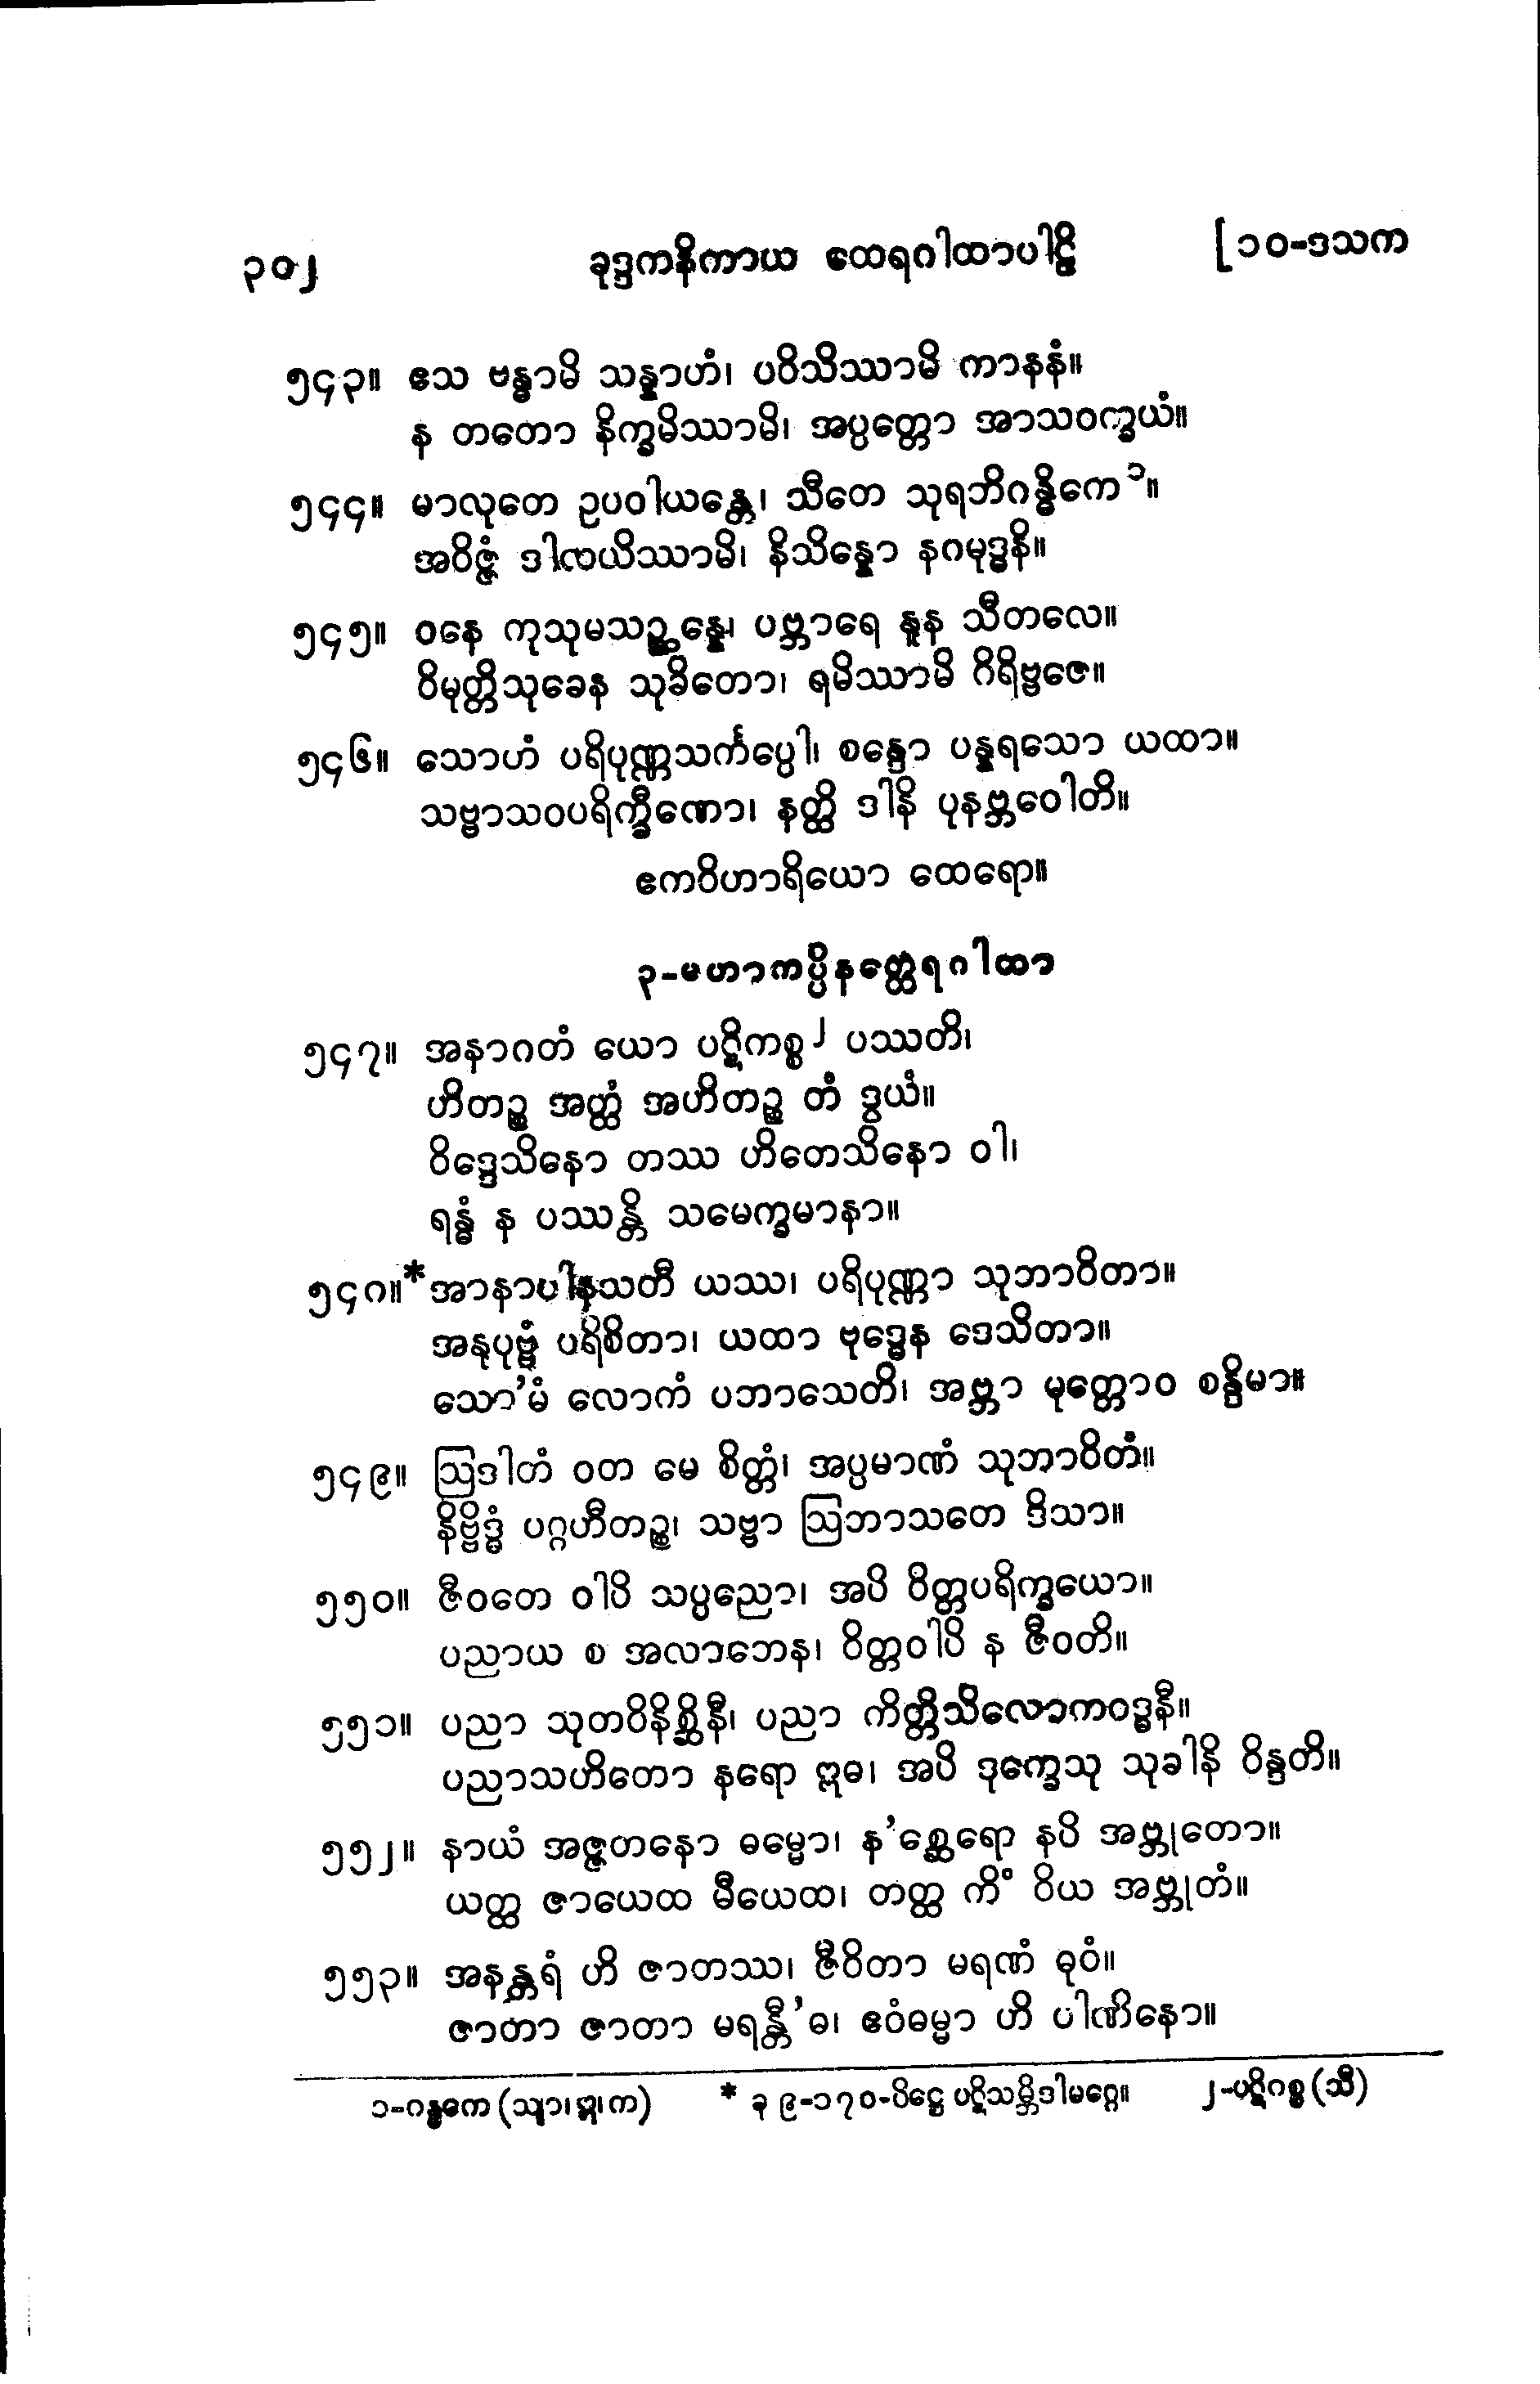 ၃၀၂ ခုဒ္ဒကနိကာယ ထေရဂါထာပါဠိ [၁၀-ဒသက
၅၄၃။ ဧသ ဗန္ဓာမိ သန္နာဟံ၊ ပဝိသိဿာမိ ကာနနံ။
န တတော နိက္ခမိဿာမိ၊ အပ္ပတ္တော အာသဝက္ခယံ။
၅၄၄။ မာလုတေ ဥပဝါယန္တေ၊ သီတေ သုရဘိဂန္ဓိကေ ၁။
အဝိဇ္ဇံ ဒါလယိဿာမိ၊ နိသိန္နော နဂမုဒ္ဓနိ။
၅၄၅။ ဝနေ ကုသုမသဉ္ဆန္နေ၊ ပဗ္ဘာရေ နူန သီတလေ။
ဝိမုတ္တိသုခေန သုခိတော၊ ရမိဿာမိ ဂိရိဗ္ဗဇေ။
၅၄၆။ သောဟံ ပရိပုဏ္ဏသင်္ကပ္ပေါ၊ စန္ဒော ပန္နရသော ယထာ။
သဗ္ဗာသဝပရိက္ခီဏော၊ နတ္ထိ ဒါနိ ပုနဗ္ဘဝေါတိ။
ဧကဝိဟာရိယော ထေရော။
၃-မဟာကပ္ပိနတ္ထေရဂါထာ
၅၄၇။ အနာဂတံ ယော ပဋိကစ္စ ၂ ပဿတိ၊
ဟိတဉ္စ အတ္ထံ အဟိတဉ္စ တံ ဒွယံ။
ဝိဒ္ဒေသိနော တဿ ဟိတေသိနော ဝါ၊
ရန္ဓံ န ပဿန္တိ သမေက္ခမာနာ။
၅၄၈။ * အာနာပါနသတီ ယဿ၊ ပရိပုဏ္ဏာ သုဘာဝိတာ။
အနုပုဗ္ဗံ ပရိစိတာ၊ ယထာ ဗုဒ္ဓေန ဒေသိတာ။
သော’မံ လောကံ ပဘာသေတိ၊ အဗ္ဘာ မုတ္တောဝ စန္ဒိမာ။
၅၄၉။ ဩဒါတံ ဝတ မေ စိတ္တံ၊ အပ္ပမာဏံ သုဘာဝိတံ။
နိဗ္ဗိဒ္ဓံ ပဂ္ဂဟီတဉ္စ၊ သဗ္ဗာ ဩဘာသတေ ဒိသာ။
၅၅၀။ ဇီဝတေ ဝါပိ သပ္ပညော၊ အပိ ဝိတ္တပရိက္ခယော။
ပညာယ စ အလာဘေန၊ ဝိတ္တဝါပိ န ဇီဝတိ။
၅၅၁။ ပညာ သုတဝိနိစ္ဆိနီ၊ ပညာ ကိတ္တိသိလောကဝဒ္ဓနီ။
ပညာသဟိတော နရော ဣဓ၊ အပိ ဒုက္ခေသု သုခါနိ ဝိန္ဒတိ။
၅၅၂။ နာယံ အဇ္ဇတနော ဓမ္မော၊ န’စ္ဆေရော နပိ အဗ္ဘုတော။
ယတ္ထ ဇာယေထ မီယေထ၊ တတ္ထ ကိံ ဝိယ အဗ္ဘုတံ။
၅၅၃။ အနန္တရံ ဟိ ဇာတဿ၊ ဇီဝိတာ မရဏံ ဓုဝံ။
ဇာတာ ဇာတာ မရန္တီ’ဓ၊ ဧဝံဓမ္မာ ဟိ ပါဏိနော။
၁-ဂန္ဓကေ (သျာ၊ ဣ၊ က) * ခု ၉-၁၇၀-ပိဋ္ဌေ ပဋိသမ္ဘိဒါမဂ္ဂေ။ ၂-ပဋိဂစ္စ (သီ)